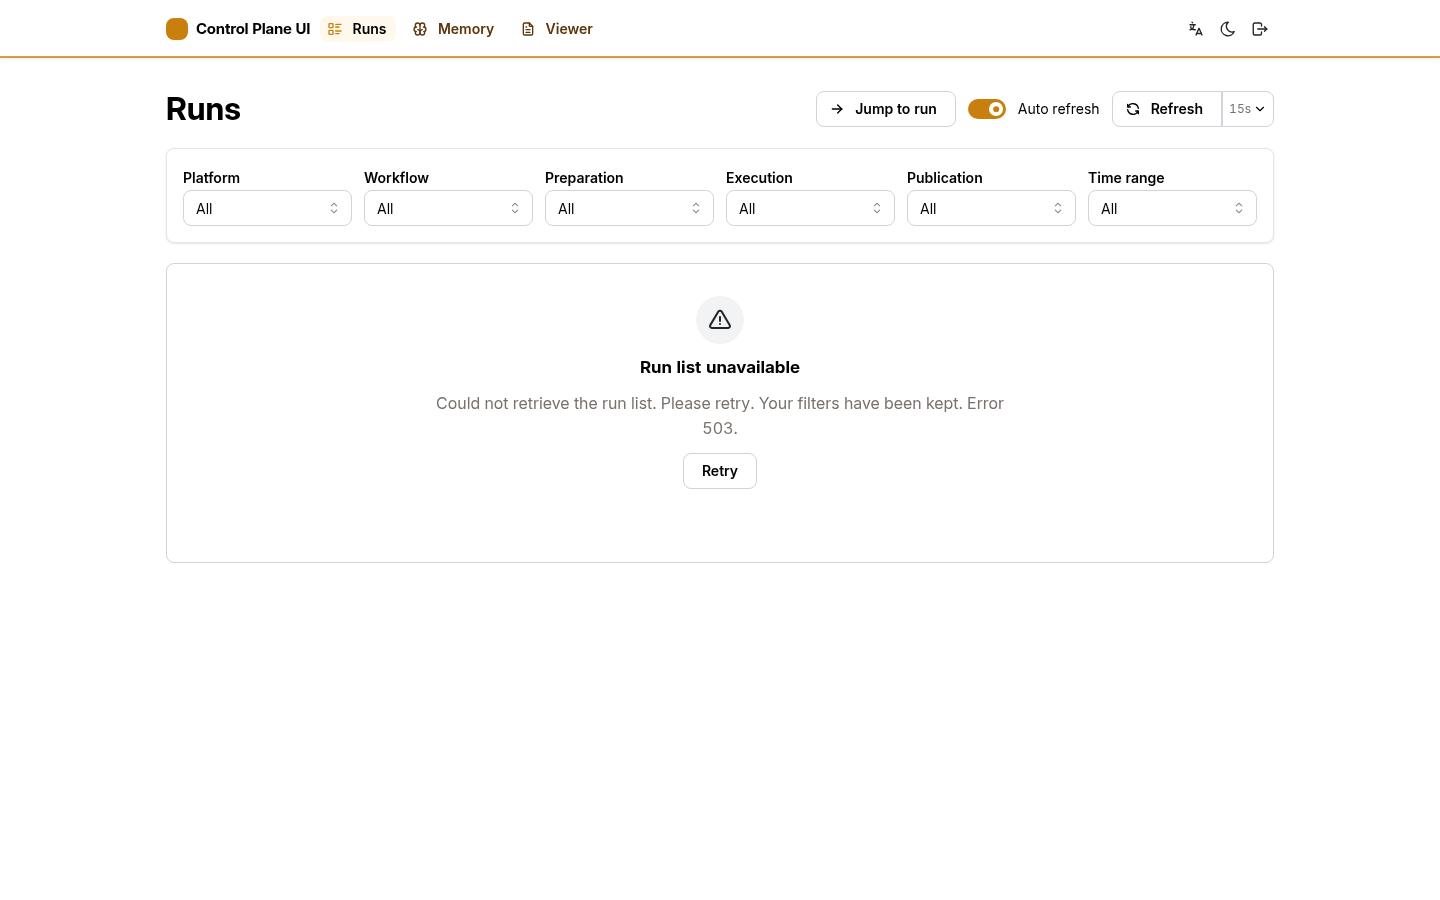 Control Plane UI Runs Memory Viewer
Runs
Jump to run Auto refresh Refresh 15s
Platform Workflow Preparation Execution Publication Time range
All All All All All All
Run list unavailable
Could not retrieve the run list. Please retry. Your filters have been kept. Error
503.
Retry